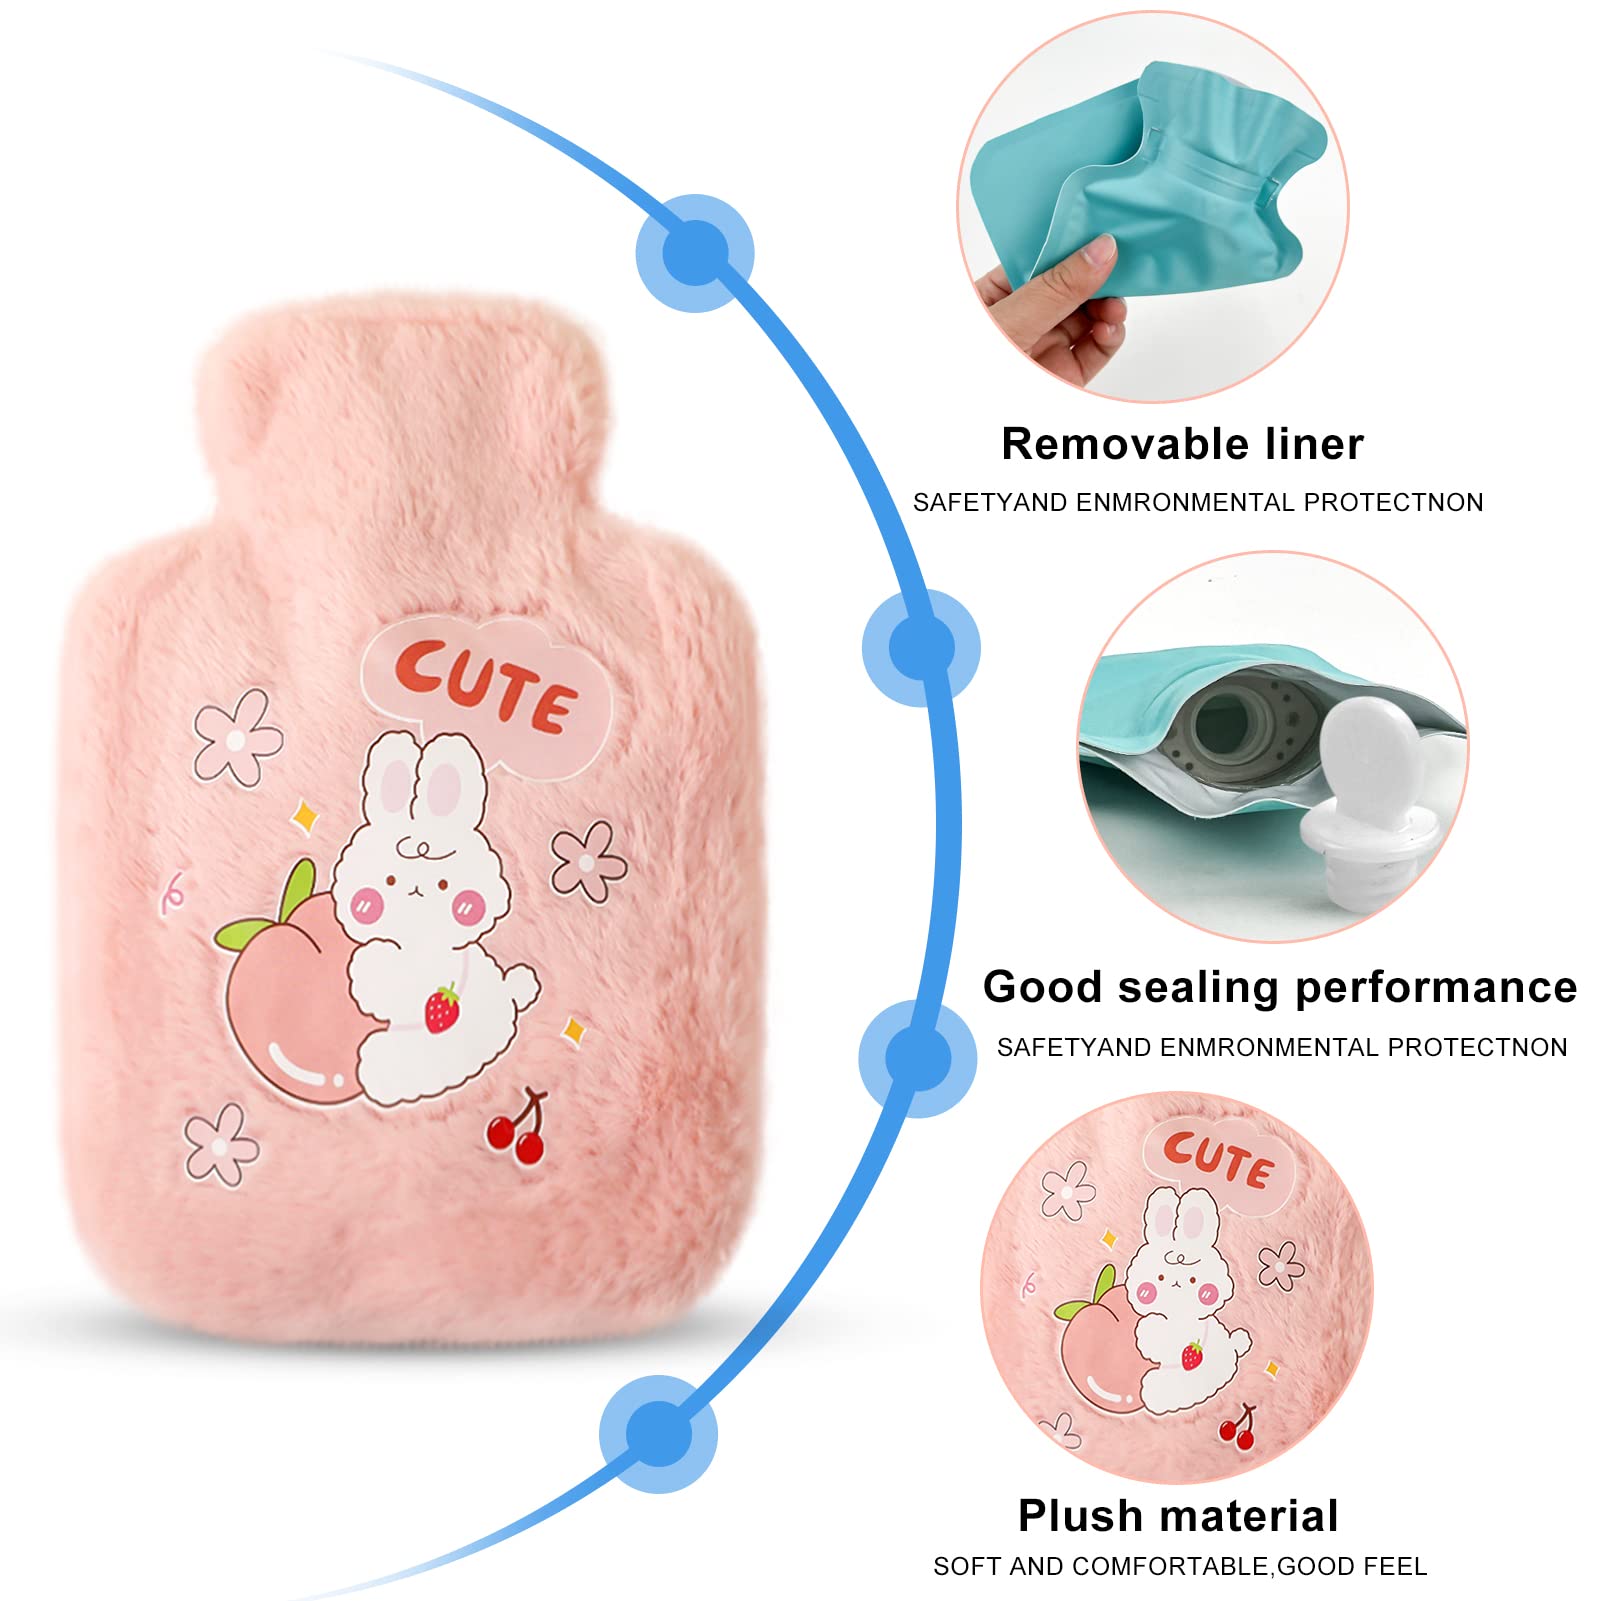 CUTE
Removable liner
SAFETYAND ENMRONMENTAL PROTECTNON
Good sealing performance
SAFETYAND ENMRONMENTAL PROTECTNON
CUTE
Plush material
SOFT AND COMFORTABLE,GOOD FEEL